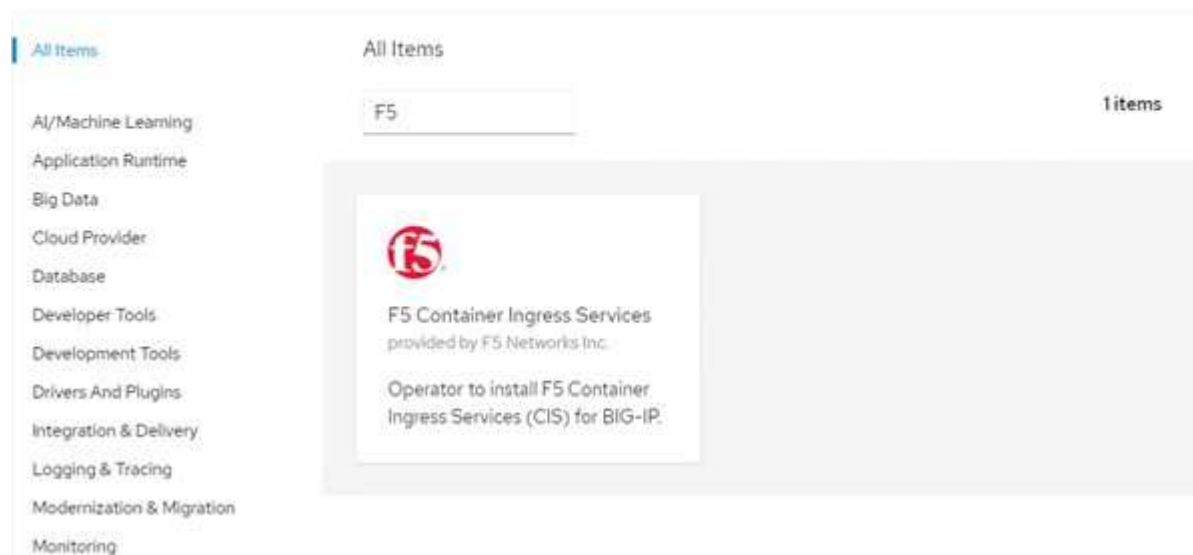 All Items
AI/Machine Learning
Application Runtime
Big Data
Cloud Provider
Database
Developer Tools
Development Tools
Drivers And Plugins
Integration & Delivery
Logging & Tracing
Modernization & Migration
Monitoring
All Items
F5
1 items
f5
F5 Container Ingress Services
provided by F5 Networks Inc.
Operator to install F5 Container
Ingress Services (CIS) for BIG-IP.